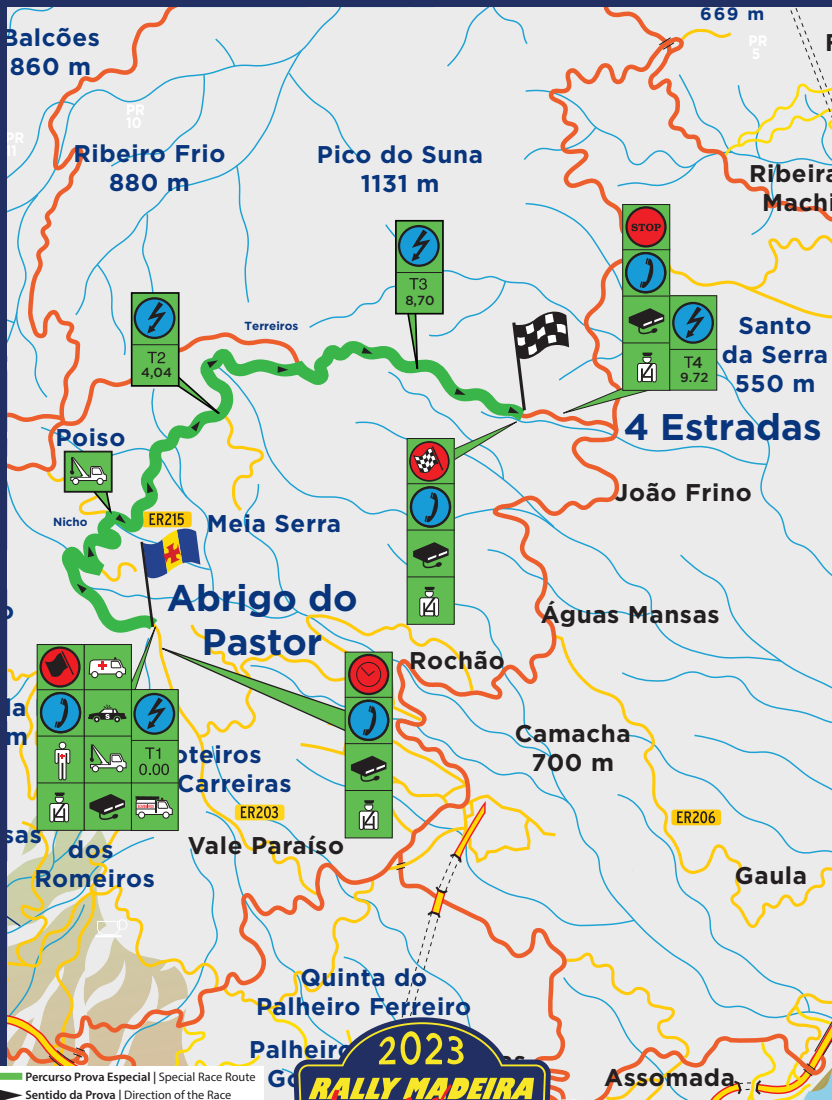 669 m
Balcões
860 m
PR
5
PR
10
PR
11
Ribeiro Frio
880 m
Pico do Suna
1131 m
Ribeira
Machi
STOP
T3
8,70
T2
4,04
Terreiros
T4
9.72
Santo
da Serra
550 m
4 Estradas
Poiso
Nicho
ER215
Meia Serra
João Frino
Abrigo do
Pastor
Águas Mansas
Rochão
Camacha
700 m
T1
0.00
oteiros
Carreiras
ER203
ER206
Vale Paraíso
sas
dos
Romeiros
Gaula
Quinta do
Palheiro Ferreiro
Palheiro
2023
RALLY MADEIRA
Assomada
Percurso Prova Especial | Special Race Route
Sentido da Prova | Direction of the Race